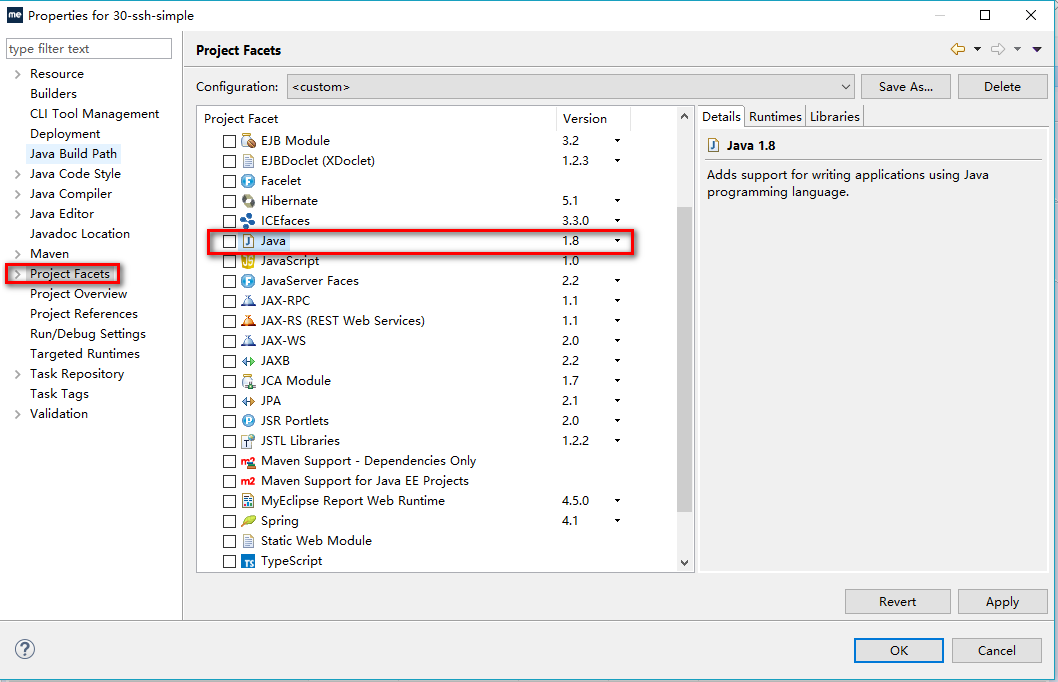 me Properties for 30-ssh-simple
type filter text
Resource
Builders
CLI Tool Management
Deployment
Java Build Path
Java Code Style
Java Compiler
Java Editor
Javadoc Location
Maven
Project Facets
Project Overview
Project References
Run/Debug Settings
Targeted Runtimes
Task Repository
Task Tags
Validation
Project Facets
Configuration: <custom> Save As... Delete
Project Facet Version
EJB Module 3.2
EJBDoclet (XDoclet) 1.2.3
Facelet
Hibernate 5.1
ICEfaces 3.3.0
J Java 1.8
JS JavaScript 1.0
JavaServer Faces 2.2
JAX-RPC 1.1
JAX-RS (REST Web Services) 1.1
JAX-WS 2.0
JAXB 2.2
JCA Module 1.7
JPA 2.1
JSR Portlets 2.0
JSTL Libraries 1.2.2
m2 Maven Support - Dependencies Only
m2 Maven Support for Java EE Projects
MyEclipse Report Web Runtime 4.5.0
Spring 4.1
Static Web Module
TS TypeScript
Details Runtimes Libraries
J Java 1.8
Adds support for writing applications using Java
programming language.
Revert Apply
? OK Cancel